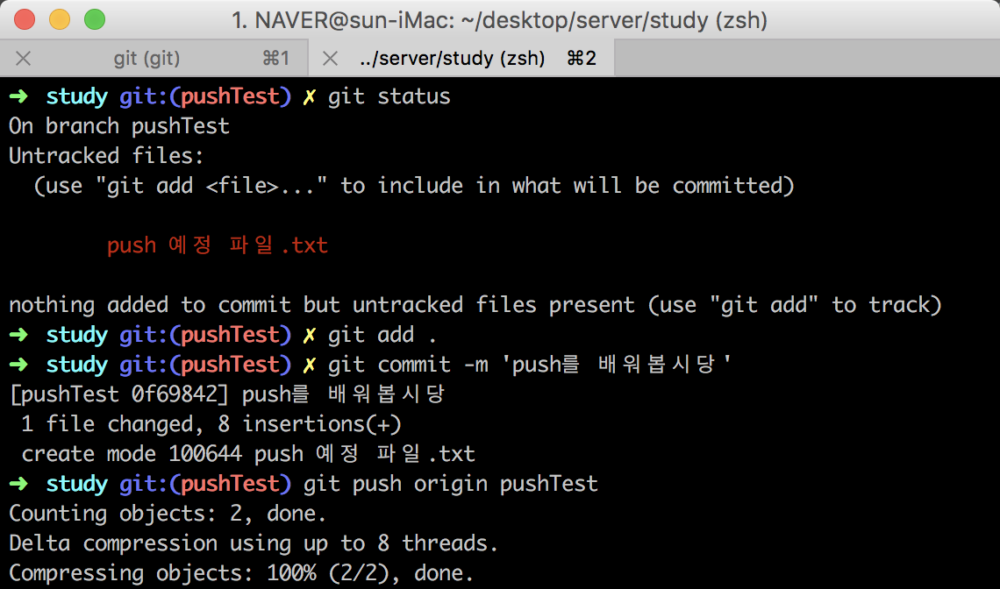 1. NAVER@sun-iMac: ~/desktop/server/study (zsh)
git (git) ⌘1 ../server/study (zsh) ⌘2
➜ study git:(pushTest) ✗ git status
On branch pushTest
Untracked files:
(use "git add <file>..." to include in what will be committed)
push 예정 파일.txt
nothing added to commit but untracked files present (use "git add" to track)
➜ study git:(pushTest) ✗ git add .
➜ study git:(pushTest) ✗ git commit -m 'push를 배워봅시당'
[pushTest 0f69842] push를 배워봅시당
1 file changed, 8 insertions(+)
create mode 100644 push 예정 파일.txt
➜ study git:(pushTest) git push origin pushTest
Counting objects: 2, done.
Delta compression using up to 8 threads.
Compressing objects: 100% (2/2), done.